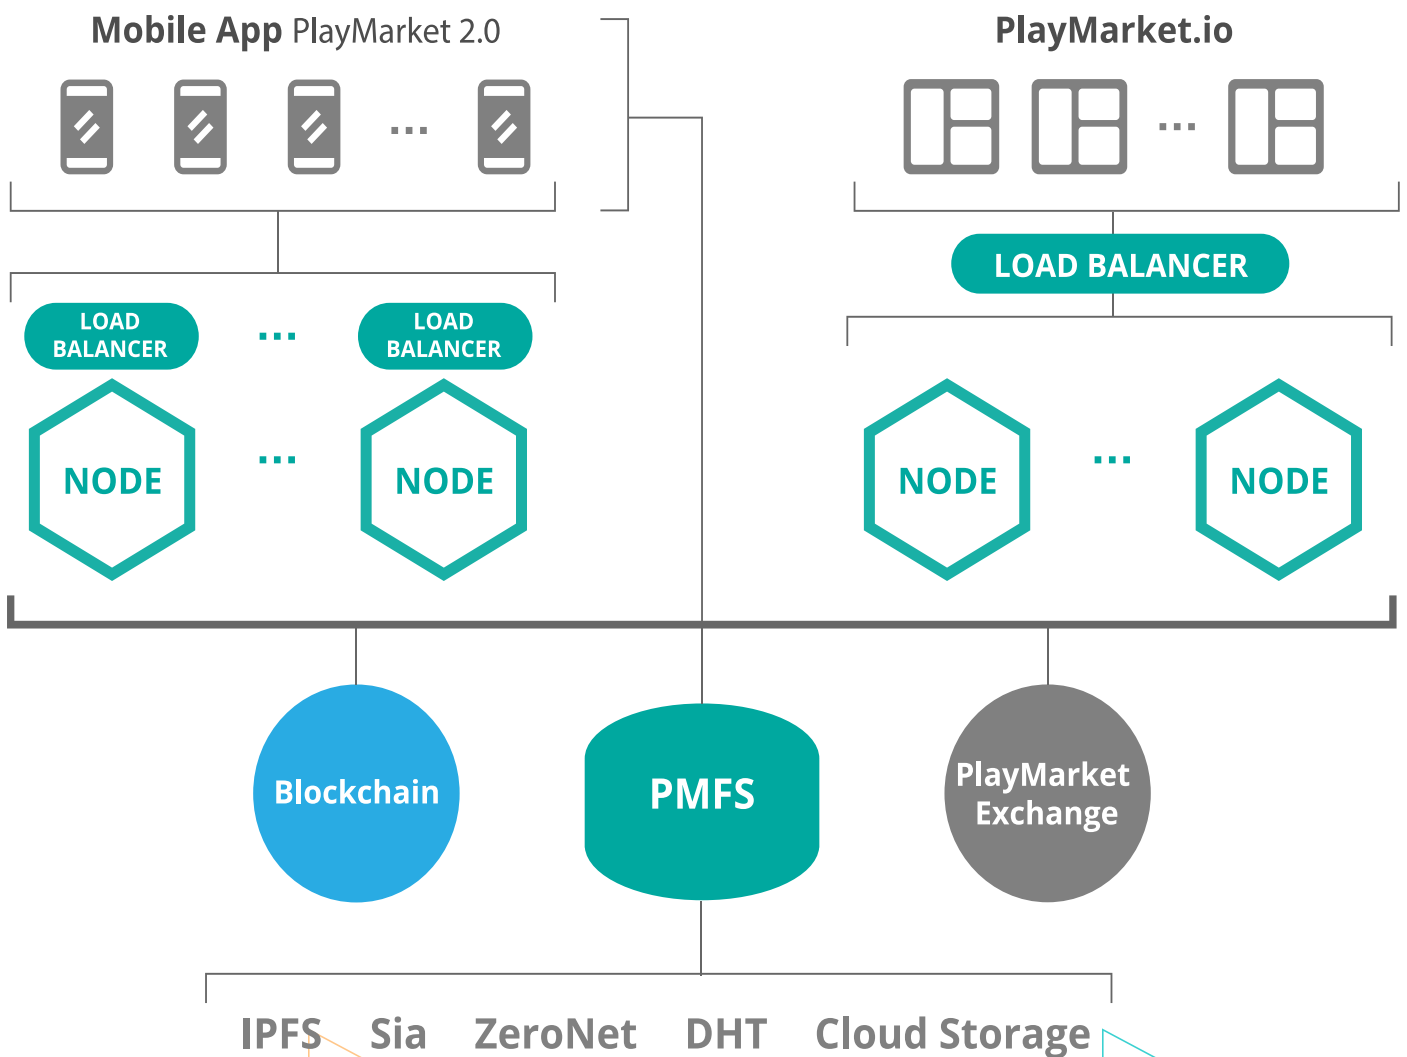 Mobile App PlayMarket 2.0
PlayMarket.io
LOAD BALANCER
LOAD
BALANCER
...
LOAD
BALANCER
NODE
...
NODE
NODE
...
NODE
Blockchain
PMFS
PlayMarket
Exchange
IPFS Sia ZeroNet DHT Cloud Storage